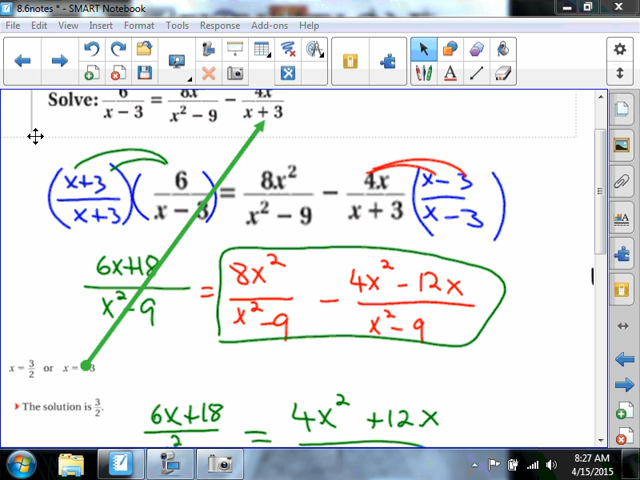 8.6notes * - SMART Notebook
File Edit View Insert Format Tools Add-ons Help
Solve: 6/(x − 3) = 8x²/(x² − 9) − 4x/(x + 3)
((x+3)/(x+3)) (6/(x − 3)) = 8x²/(x² − 9) − 4x/(x + 3) ((x−3)/(x−3))
(6x+18)/(x²−9) = 8x²/(x²−9) − (4x²−12x)/(x²−9)
x = 3/2 or x = 3
The solution is 3/2.
6x+18 = 4x² +12x
8:27 AM
4/15/2015